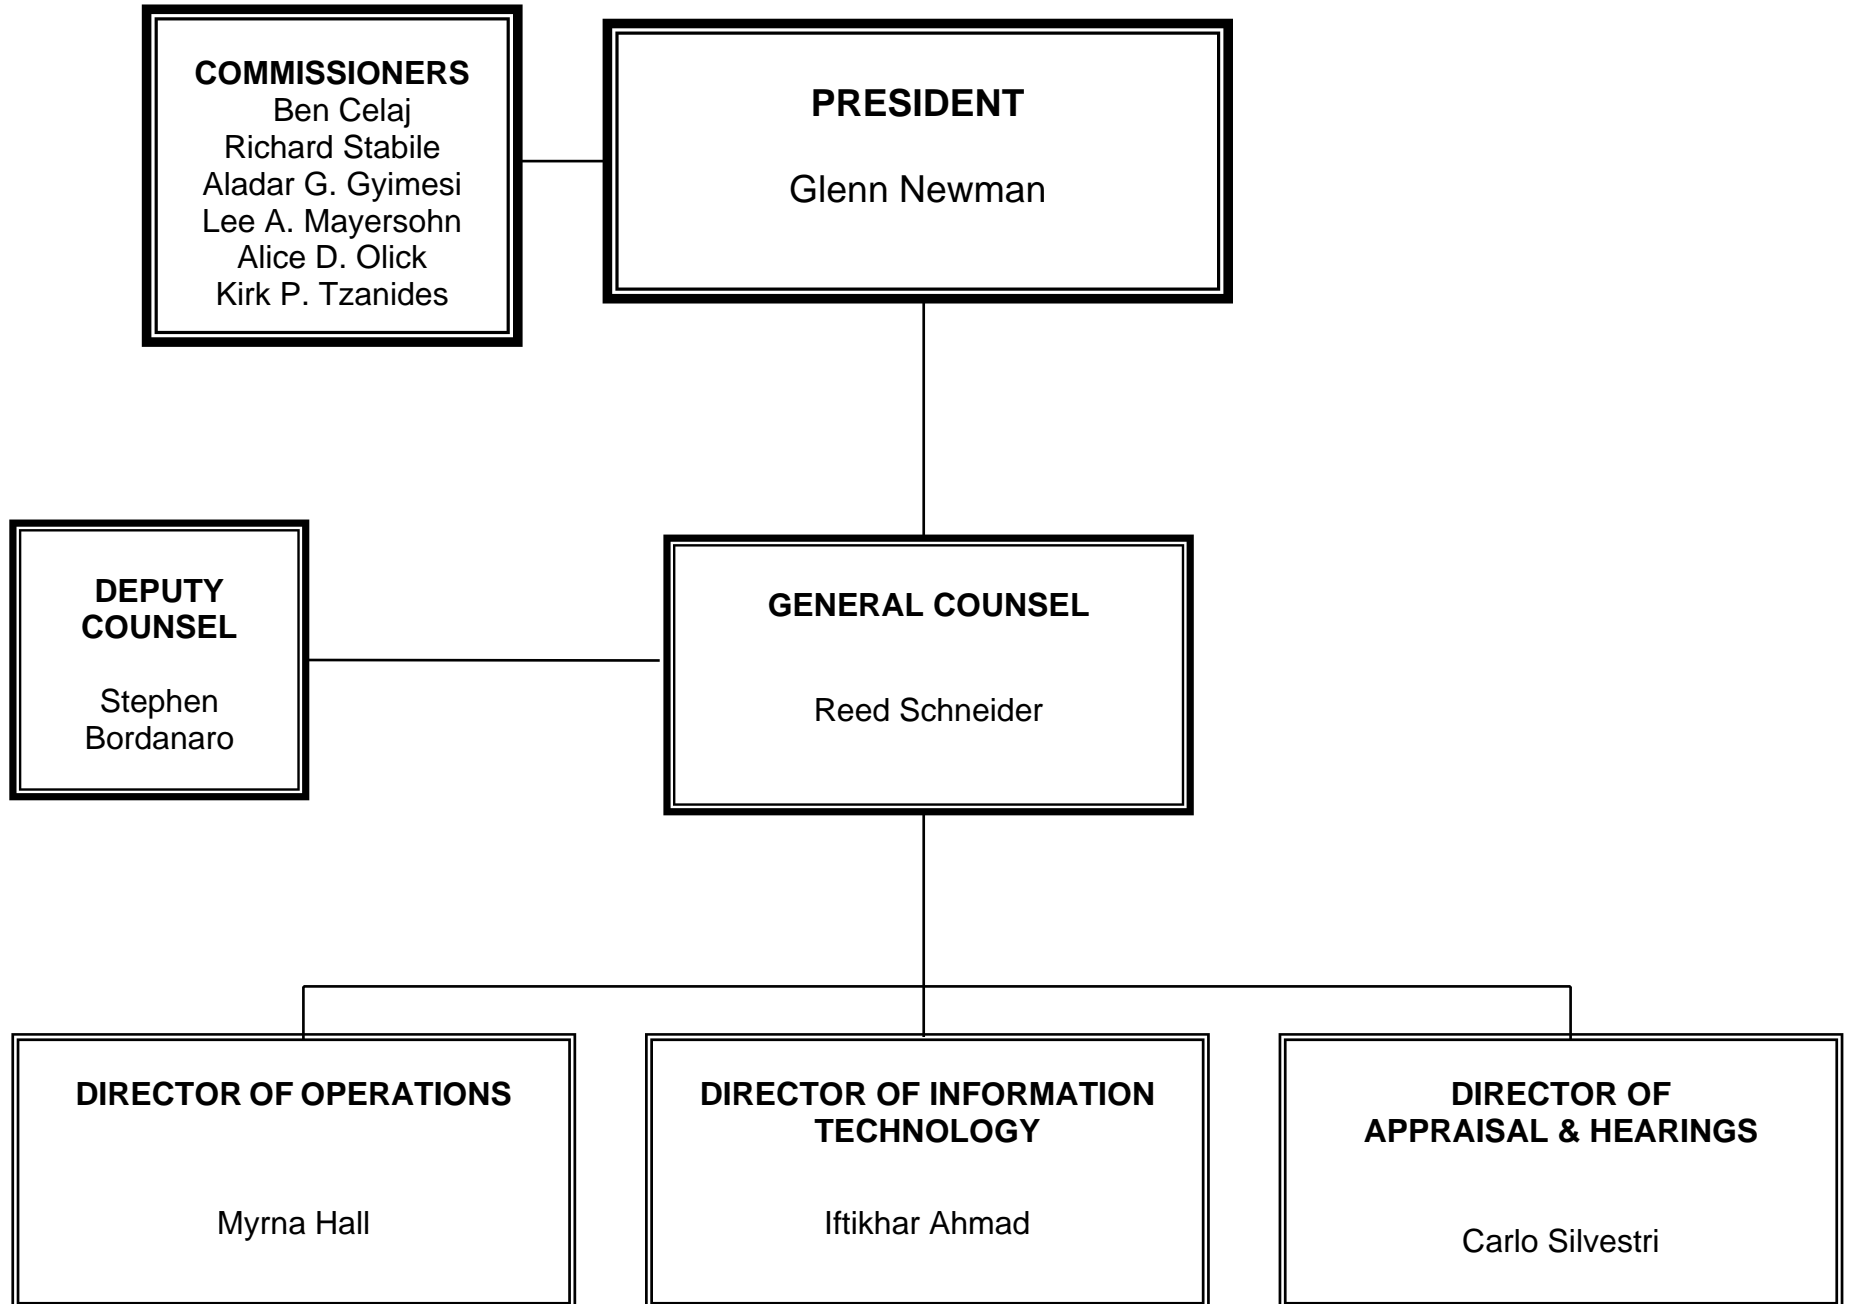 COMMISSIONERS
Ben Celaj
Richard Stabile
Aladar G. Gyimesi
Lee A. Mayersohn
Alice D. Olick
Kirk P. Tzanides
PRESIDENT
Glenn Newman
DEPUTY
COUNSEL
Stephen
Bordanaro
GENERAL COUNSEL
Reed Schneider
DIRECTOR OF OPERATIONS
Myrna Hall
DIRECTOR OF INFORMATION
TECHNOLOGY
Iftikhar Ahmad
DIRECTOR OF
APPRAISAL & HEARINGS
Carlo Silvestri